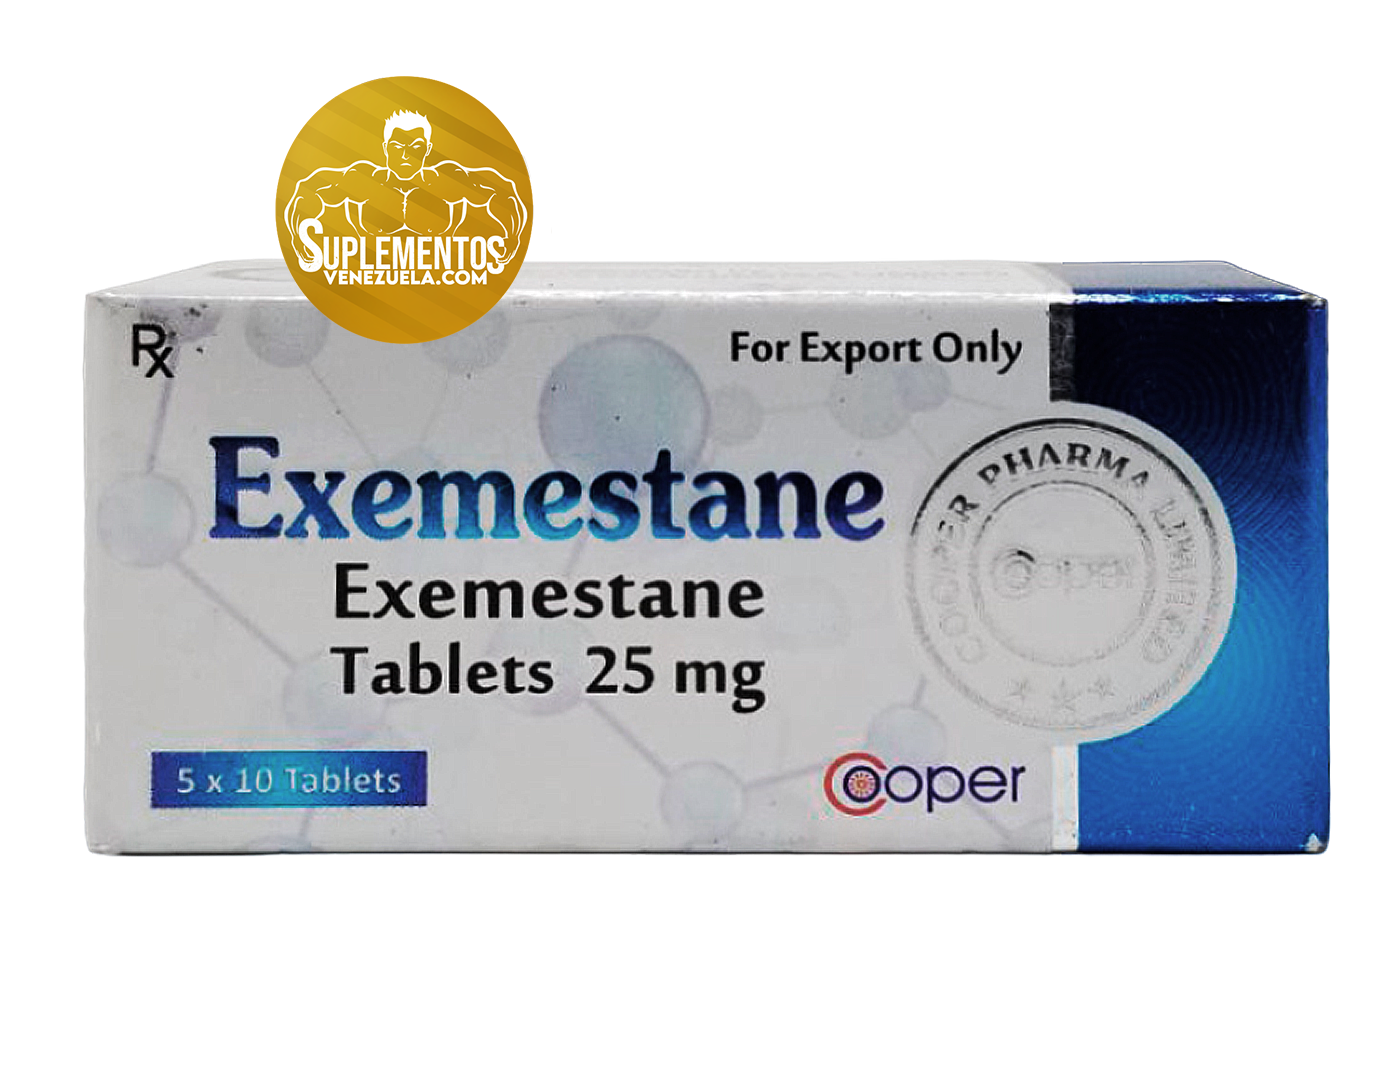 SUPLEMENTOS
VENEZUELA.COM
Rx
For Export Only
Exemestane
COOPER PHARMA LIMITED
Cooper
Exemestane
Tablets 25 mg
5 x 10 Tablets
Cooper